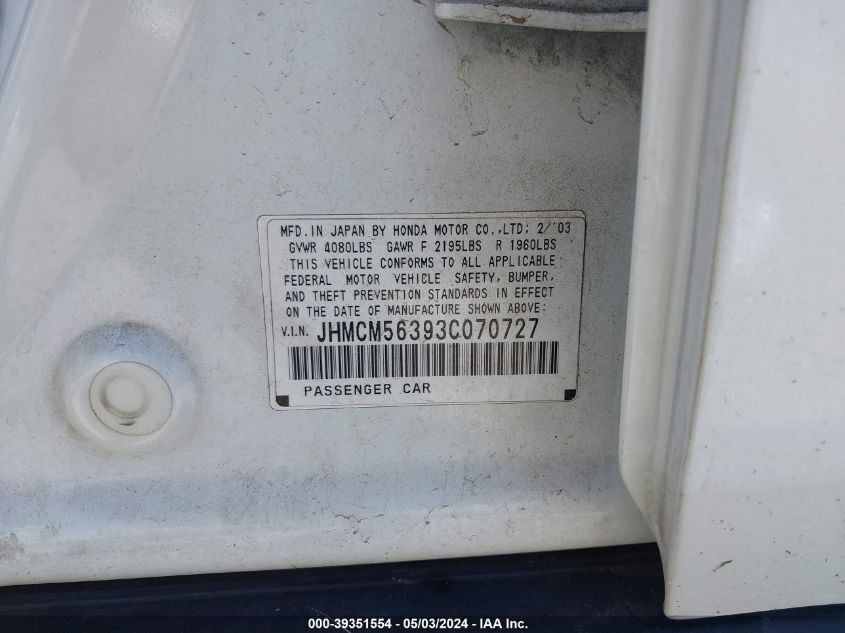 MFD. IN JAPAN BY HONDA MOTOR CO., LTD; 2/'03
GVWR 4080LBS GAWR F 2195LBS R 1960LBS
THIS VEHICLE CONFORMS TO ALL APPLICABLE
FEDERAL MOTOR VEHICLE SAFETY, BUMPER,
AND THEFT PREVENTION STANDARDS IN EFFECT
ON THE DATE OF MANUFACTURE SHOWN ABOVE:
V.I.N. JHMCM56393C070727
PASSENGER CAR
000-39351554 - 05/03/2024 - © IAA, Inc.